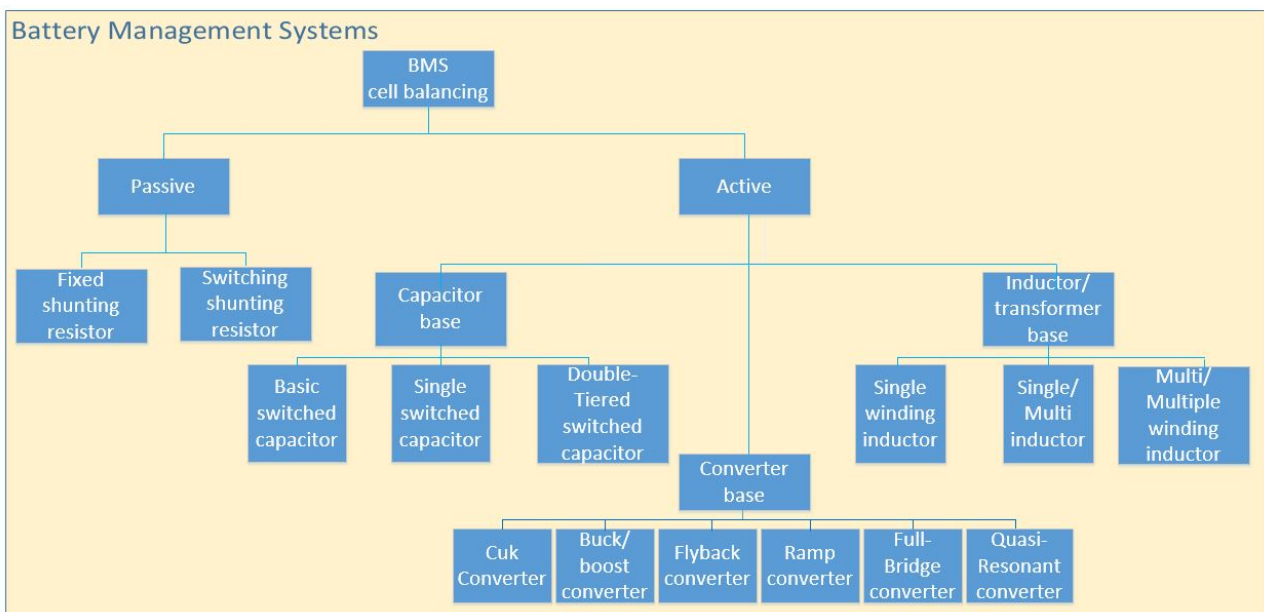 Battery Management Systems
BMS
cell balancing
Passive
Active
Fixed
shunting
resistor
Switching
shunting
resistor
Capacitor
base
Inductor/
transformer
base
Basic
switched
capacitor
Single
switched
capacitor
Double-
Tiered
switched
capacitor
Single
winding
inductor
Single/
Multi
inductor
Multi/
Multiple
winding
inductor
Converter
base
Cuk
Converter
Buck/
boost
converter
Flyback
converter
Ramp
converter
Full-
Bridge
converter
Quasi-
Resonant
converter